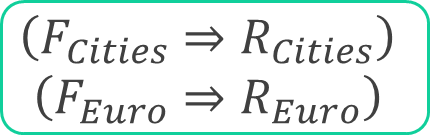 (F_Cities ⇒ R_Cities)
(F_Euro ⇒ R_Euro)